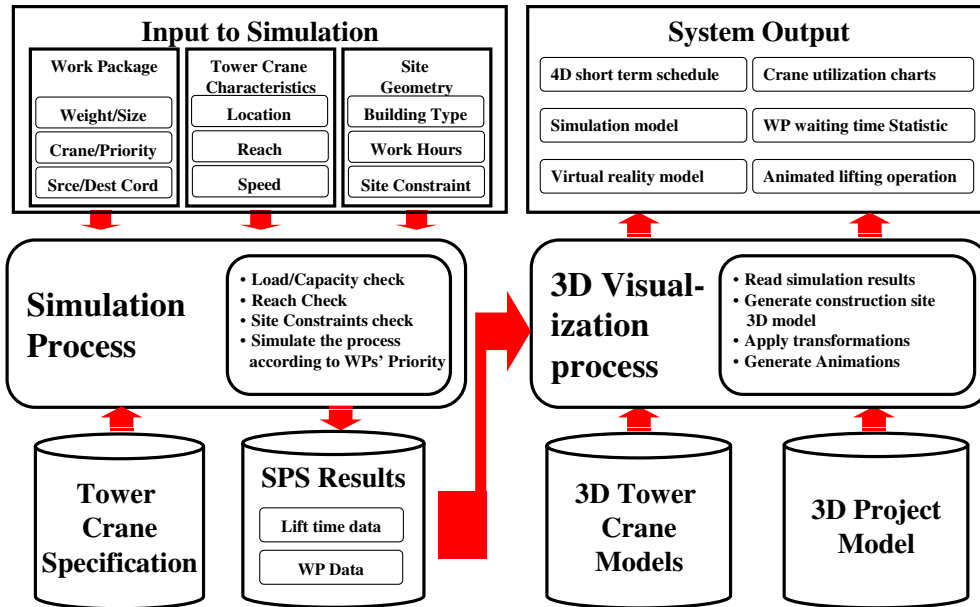 Input to Simulation
Work Package
Weight/Size
Crane/Priority
Srce/Dest Cord
Tower Crane
Characteristics
Location
Reach
Speed
Site
Geometry
Building Type
Work Hours
Site Constraint
System Output
4D short term schedule
Crane utilization charts
Simulation model
WP waiting time Statistic
Virtual reality model
Animated lifting operation
Simulation
Process
• Load/Capacity check
• Reach Check
• Site Constraints check
• Simulate the process
according to WPs' Priority
3D Visual-
ization
process
• Read simulation results
• Generate construction site
3D model
• Apply transformations
• Generate Animations
Tower
Crane
Specification
SPS Results
Lift time data
WP Data
3D Tower
Crane
Models
3D Project
Model